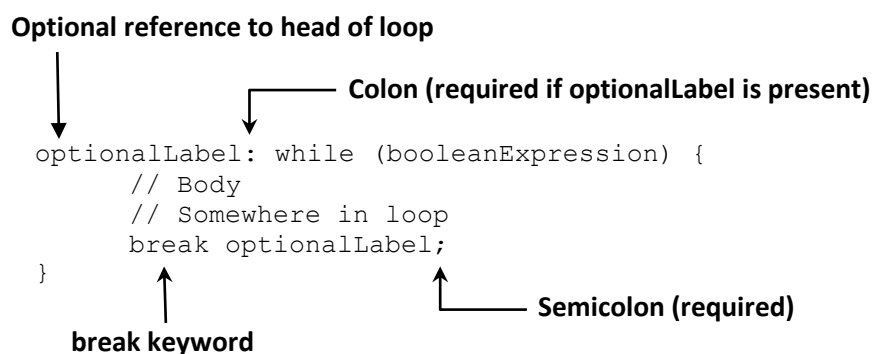 Optional reference to head of loop
Colon (required if optionalLabel is present)
optionalLabel: while (booleanExpression) {
// Body
// Somewhere in loop
break optionalLabel;
}
Semicolon (required)
break keyword